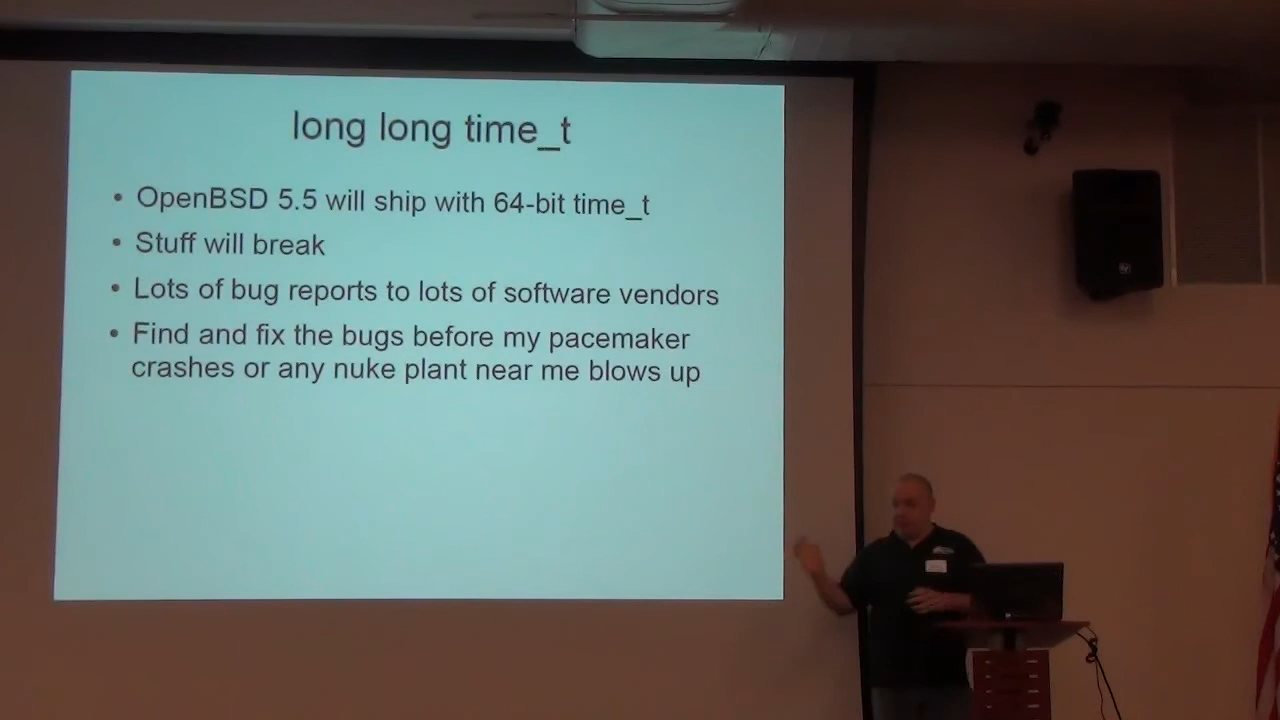 long long time_t
• OpenBSD 5.5 will ship with 64-bit time_t
• Stuff will break
• Lots of bug reports to lots of software vendors
• Find and fix the bugs before my pacemaker
crashes or any nuke plant near me blows up